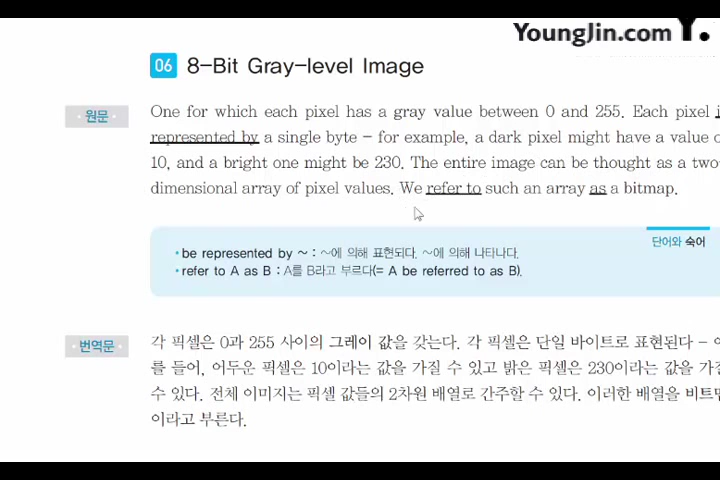 YoungJin.com Y.
06 8-Bit Gray-level Image
원문
One for which each pixel has a gray value between 0 and 255. Each pixel
represented by a single byte - for example, a dark pixel might have a value
10, and a bright one might be 230. The entire image can be thought as a two
dimensional array of pixel values. We refer to such an array as a bitmap.
단어와 숙어
• be represented by ~ : ~에 의해 표현되다. ~에 의해 나타나다.
• refer to A as B : A를 B라고 부르다(= A be referred to as B).
번역문
각 픽셀은 0과 255 사이의 그레이 값을 갖는다. 각 픽셀은 단일 바이트로 표현된다 -
를 들어, 어두운 픽셀은 10이라는 값을 가질 수 있고 밝은 픽셀은 230이라는 값을 가
수 있다. 전체 이미지는 픽셀 값들의 2차원 배열로 간주할 수 있다. 이러한 배열을 비트
이라고 부른다.